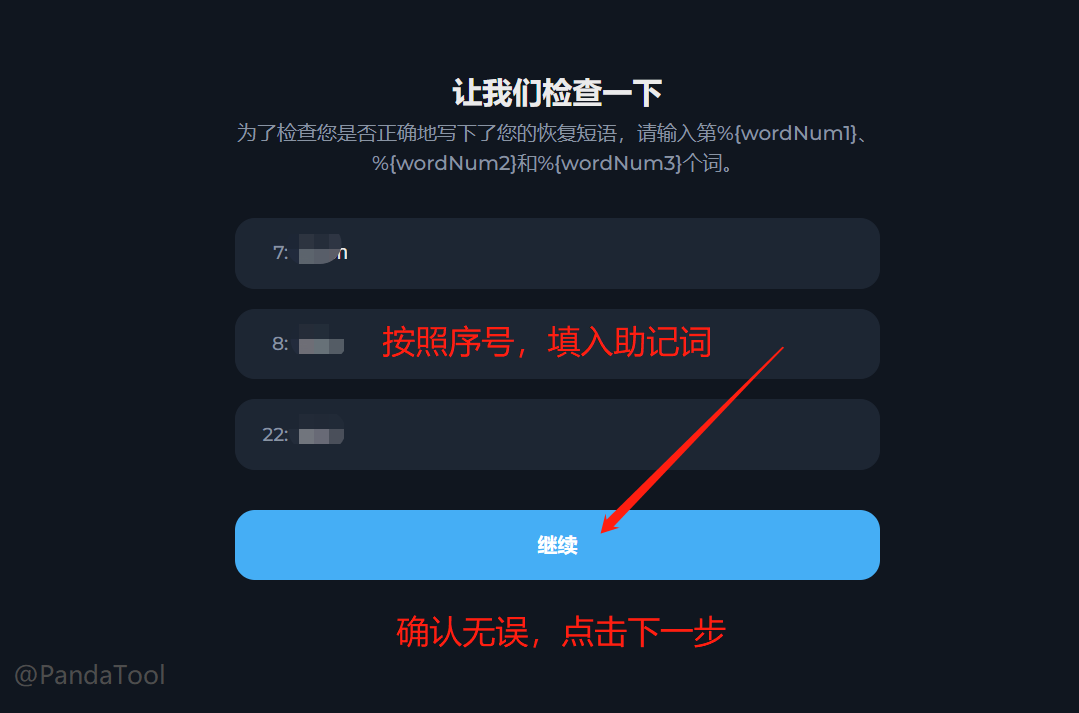 让我们检查一下
为了检查您是否正确地写下了您的恢复短语，请输入第%{wordNum1}、
%{wordNum2}和%{wordNum3}个词。
7:
8:
按照序号，填入助记词
22:
继续
确认无误，点击下一步
@PandaTool